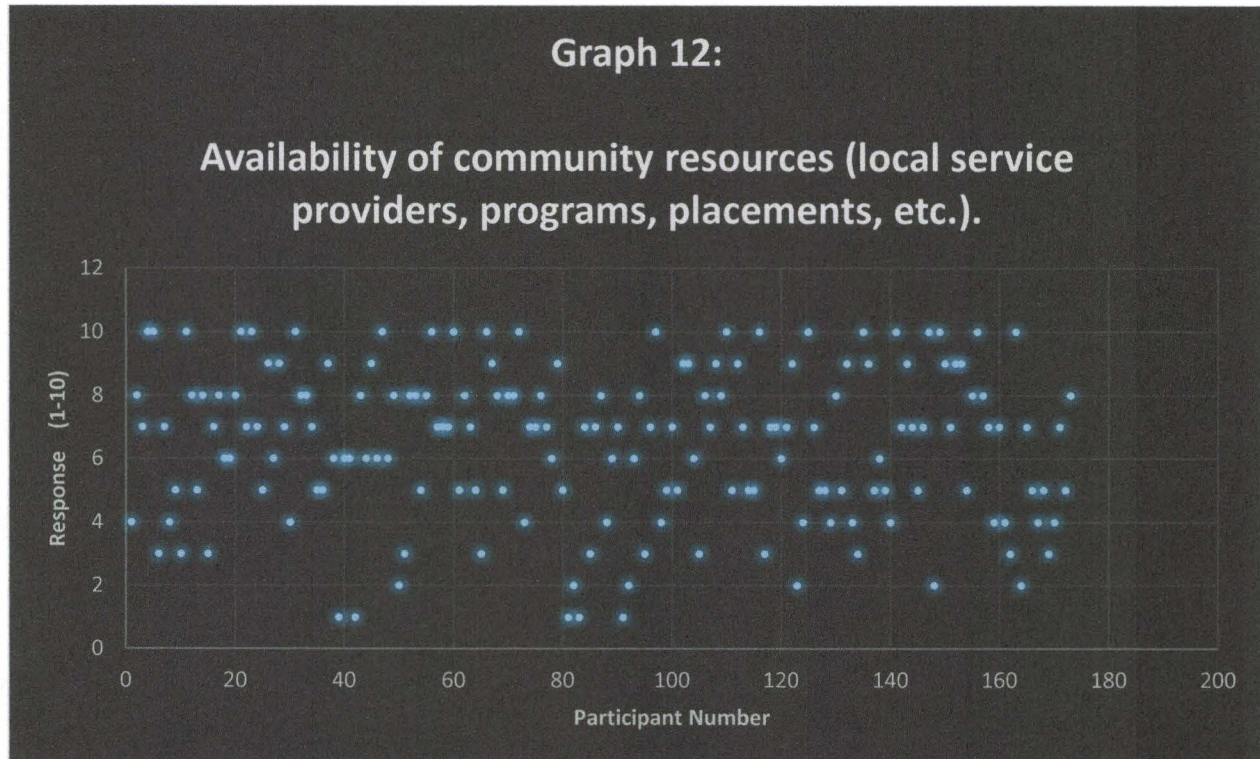 Graph 12:
Availability of community resources (local service
providers, programs, placements, etc.).
12
10
8
6
4
2
0
Response (1-10)
0 20 40 60 80 100 120 140 160 180 200
Participant Number